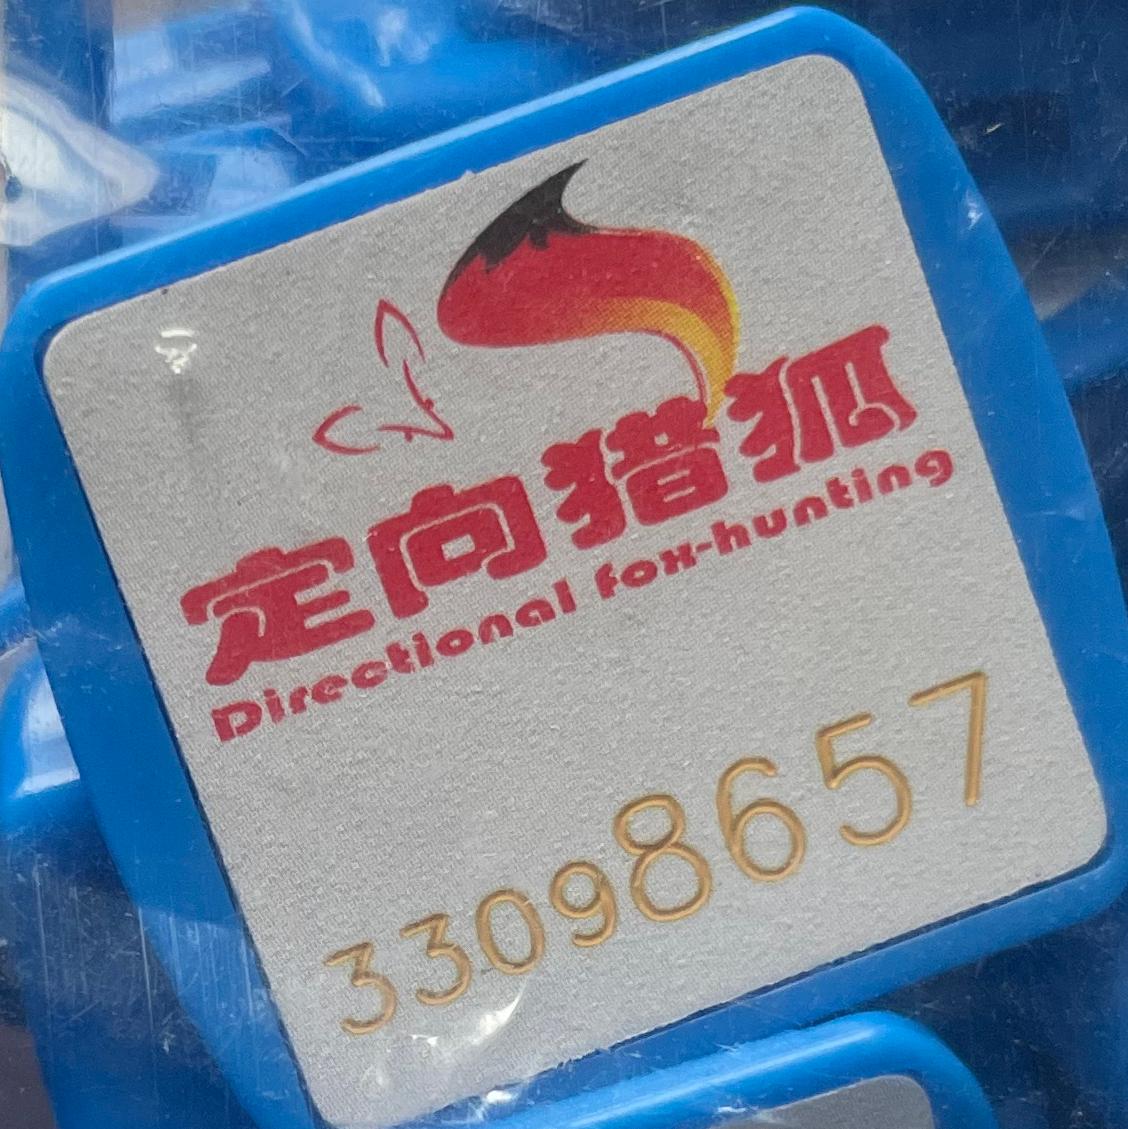 定向猎狐
Directional fox-hunting
33098657